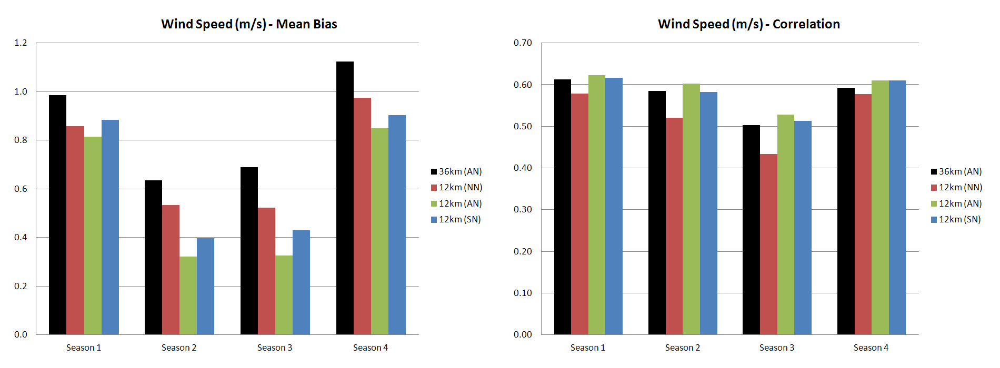 Wind Speed (m/s) - Mean Bias
1.2
1.0
0.8
0.6
0.4
0.2
0.0
Season 1
Season 2
Season 3
Season 4
36km (AN)
12km (NN)
12km (AN)
12km (SN)
Wind Speed (m/s) - Correlation
0.70
0.60
0.50
0.40
0.30
0.20
0.10
0.00
Season 1
Season 2
Season 3
Season 4
36km (AN)
12km (NN)
12km (AN)
12km (SN)